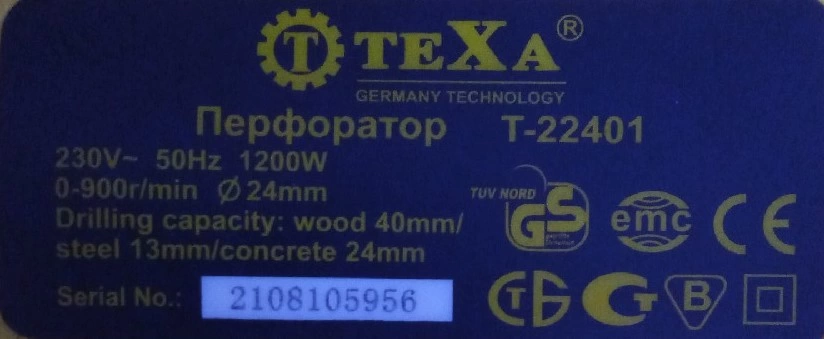 T TEXA®
GERMANY TECHNOLOGY
Перфоратор T-22401
230V~ 50Hz 1200W
0-900r/min Ø24mm
Drilling capacity: wood 40mm/
steel 13mm/concrete 24mm
TUV NORD
GS
emc
CE
Serial No.: 2108105956
СТБ
B